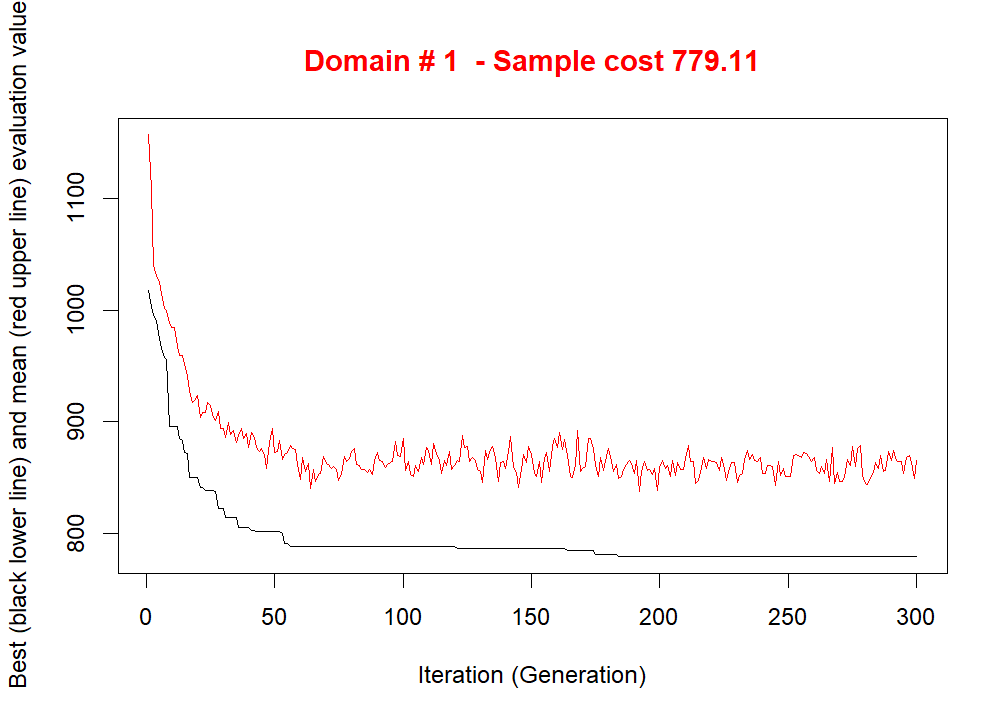 Domain # 1  - Sample cost 779.11
Best (black lower line) and mean (red upper line) evaluation value
1100
1000
900
800
0 50 100 150 200 250 300
Iteration (Generation)